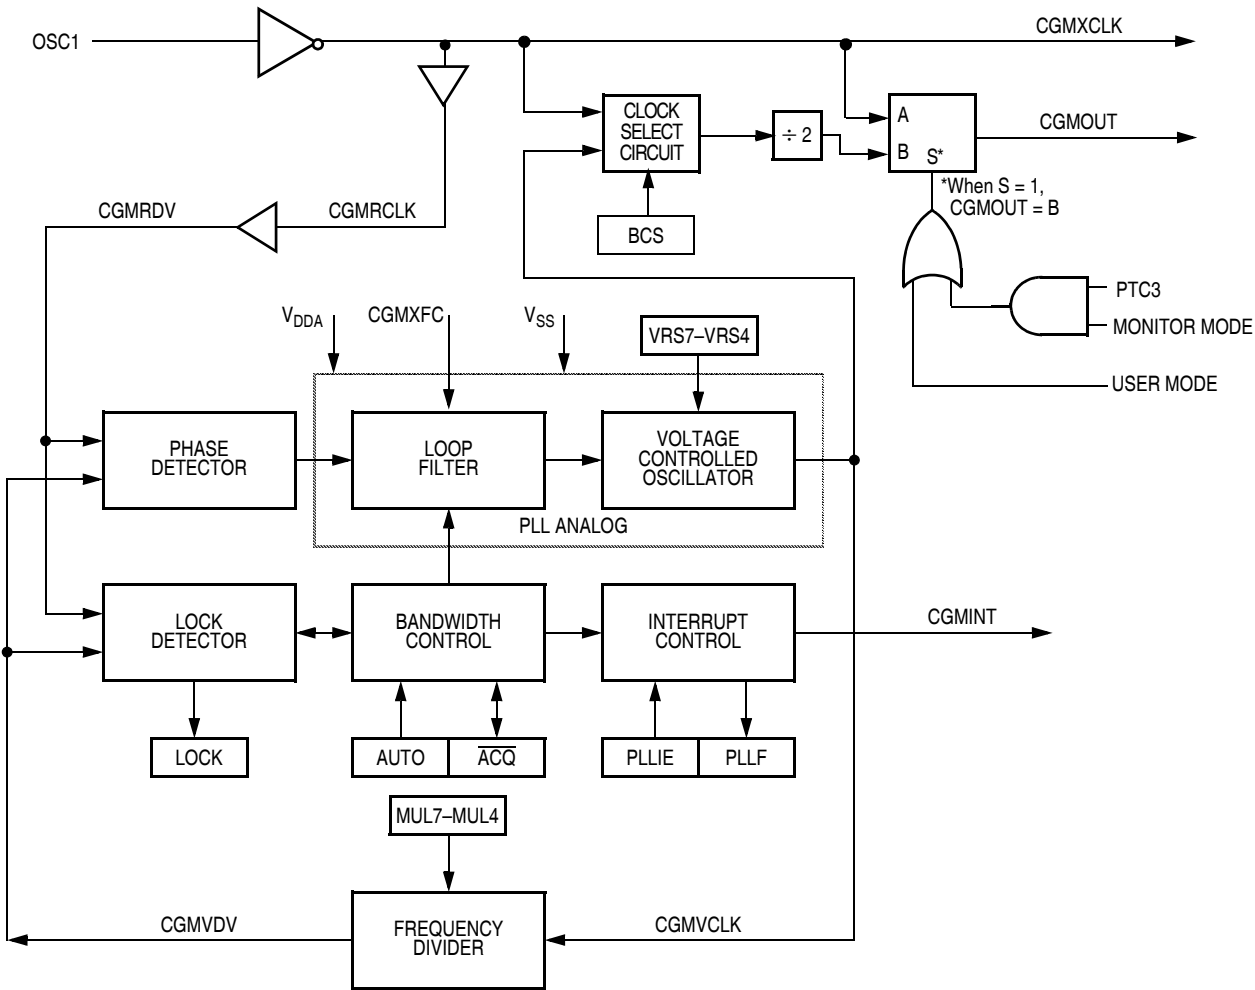 OSC1
CGMXCLK
CLOCK
SELECT
CIRCUIT
÷ 2
A
B
S*
CGMOUT
*When S = 1,
CGMOUT = B
CGMRDV
CGMRCLK
BCS
PTC3
MONITOR MODE
USER MODE
VDDA
CGMXFC
VSS
VRS7–VRS4
PHASE
DETECTOR
LOOP
FILTER
VOLTAGE
CONTROLLED
OSCILLATOR
PLL ANALOG
LOCK
DETECTOR
BANDWIDTH
CONTROL
INTERRUPT
CONTROL
CGMINT
LOCK
AUTO
ACQ
PLLIE
PLLF
MUL7–MUL4
CGMVDV
FREQUENCY
DIVIDER
CGMVCLK